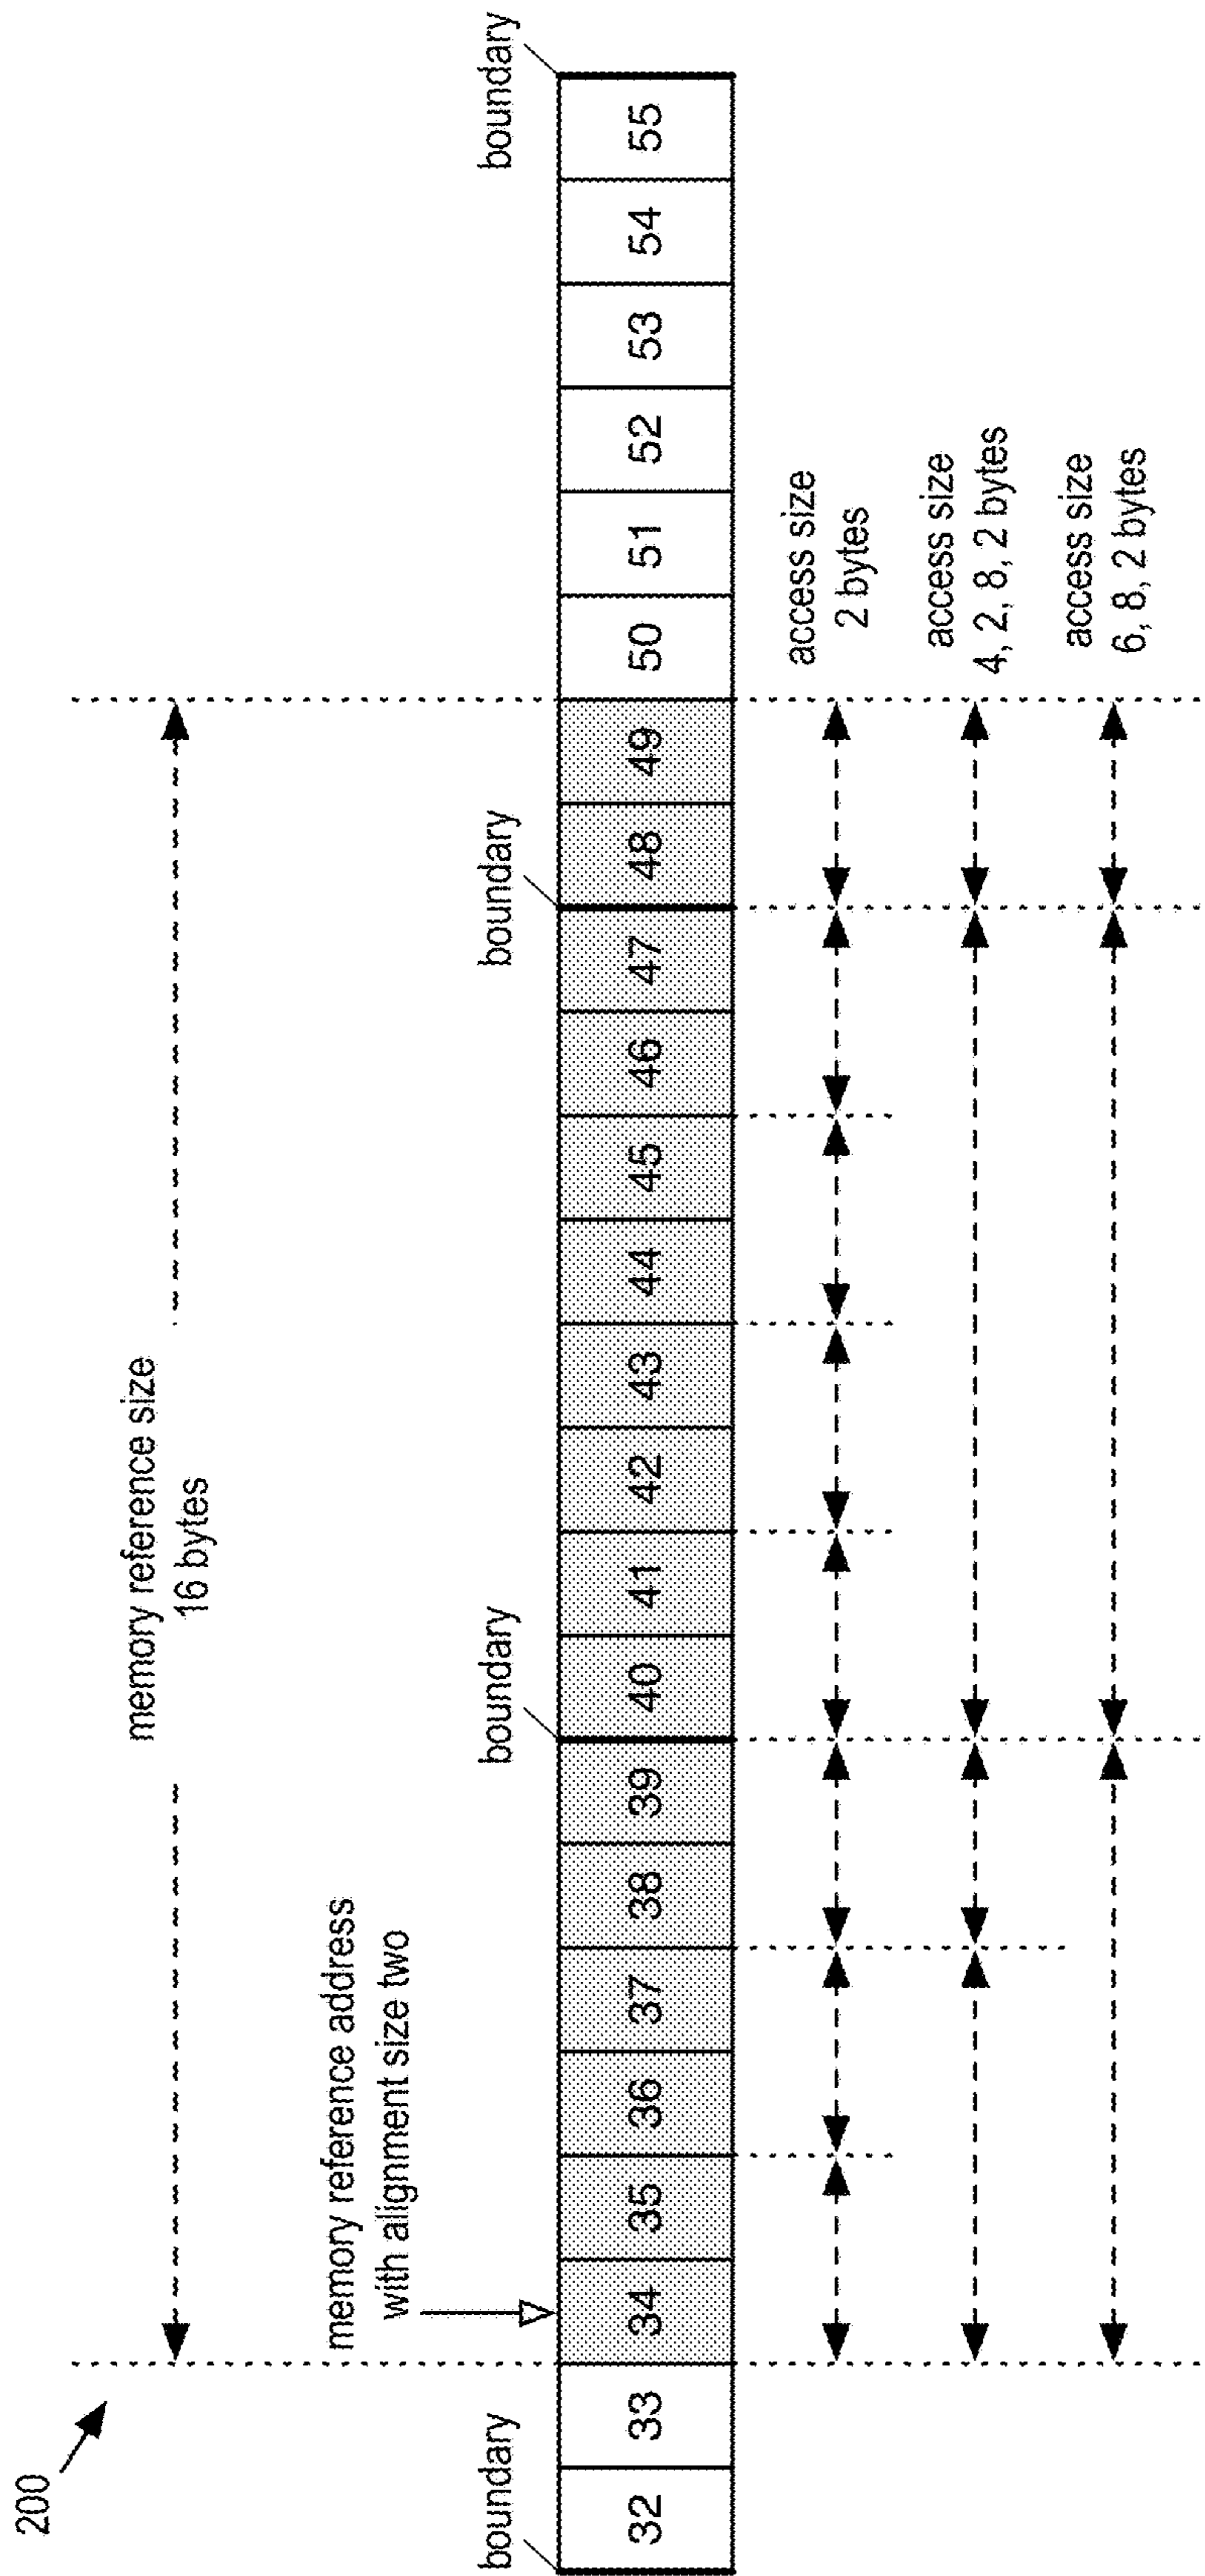 200
memory reference size
16 bytes
memory reference address
with alignment size two
boundary
boundary
boundary
boundary
32 33 34 35 36 37 38 39 40 41 42 43 44 45 46 47 48 49 50 51 52 53 54 55
access size
2 bytes
access size
4, 2, 8, 2 bytes
access size
6, 8, 2 bytes